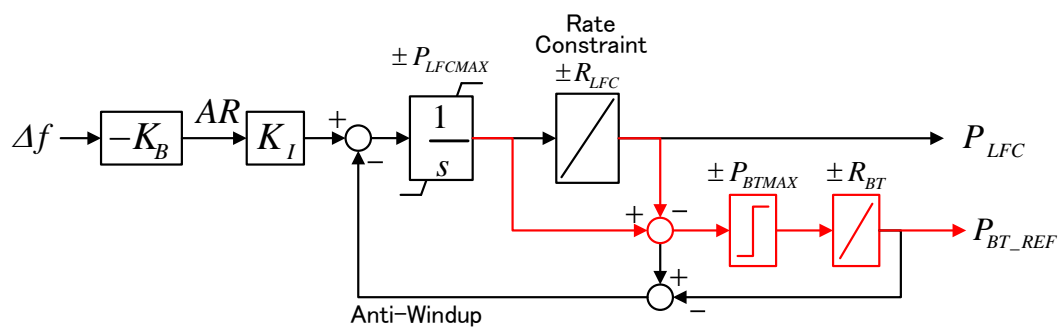 Rate
Constraint
± P_LFCMAX
± R_LFC
Δf
−K_B
AR
K_I
+
−
1
s
P_LFC
± P_BTMAX
± R_BT
+
−
P_BT_REF
+
−
Anti-Windup